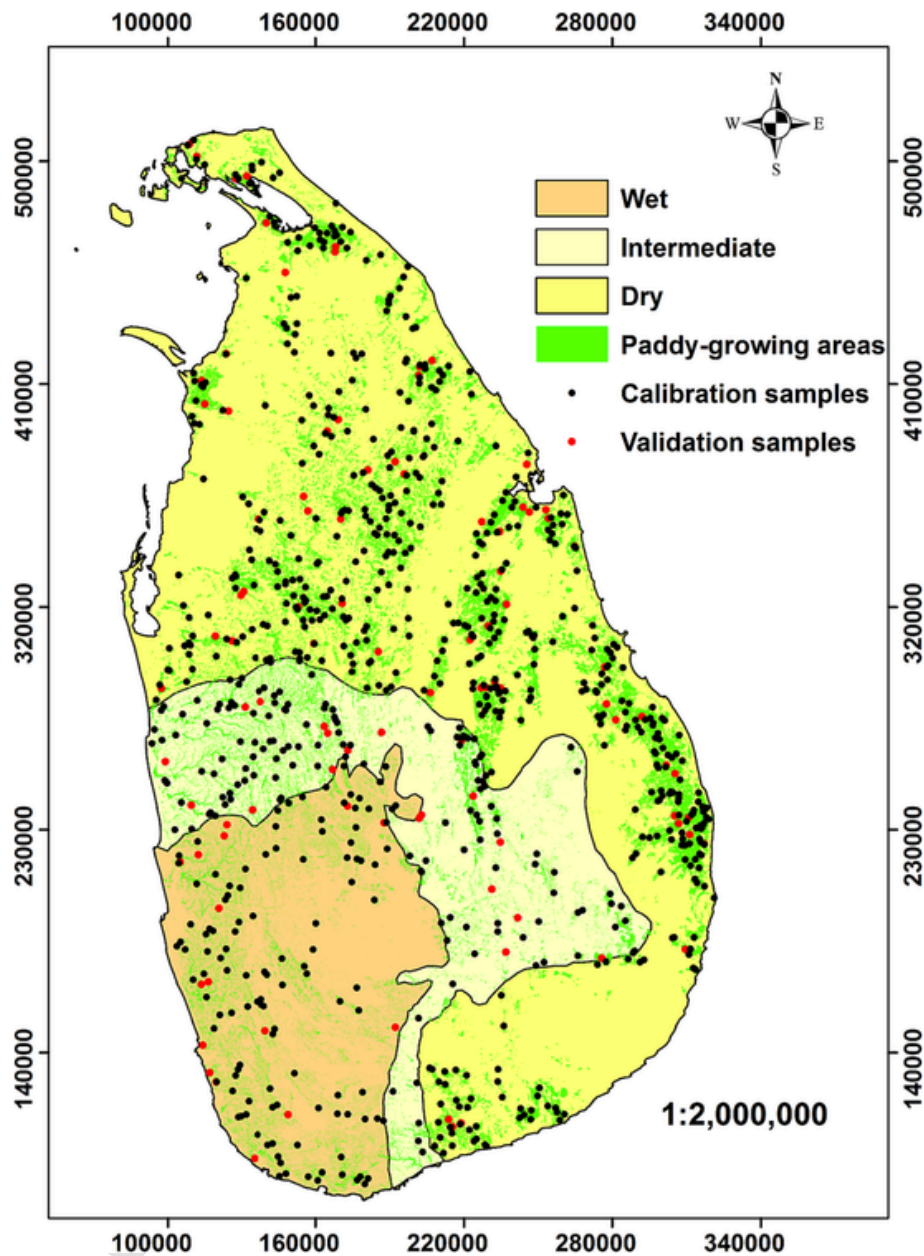 100000 160000 220000 280000 340000
N
W E
S
500000
Wet
Intermediate
Dry
Paddy-growing areas
410000
Calibration samples
410000
Validation samples
320000
320000
230000
230000
140000
140000
1:2,000,000
100000 160000 220000 280000 340000
500000